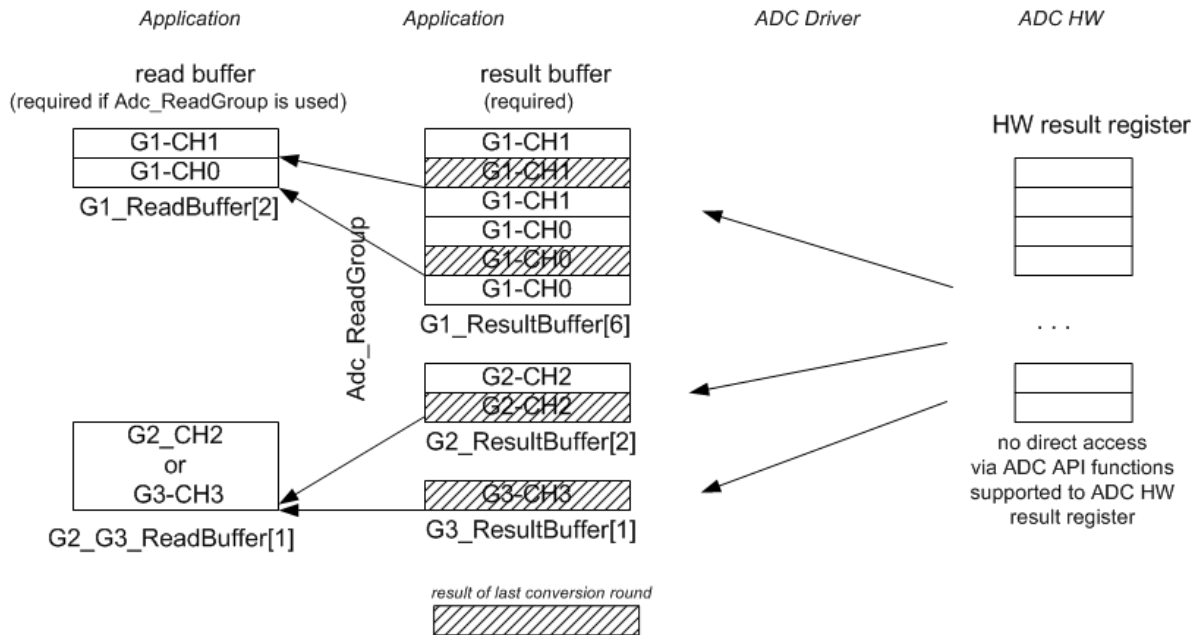 Application
Application
ADC Driver
ADC HW
read buffer
(required if Adc_ReadGroup is used)
G1-CH1
G1-CH0
G1_ReadBuffer[2]
G2_CH2
or
G3-CH3
G2_G3_ReadBuffer[1]
Adc_ReadGroup
result buffer
(required)
G1-CH1
G1-CH1
G1-CH1
G1-CH0
G1-CH0
G1-CH0
G1_ResultBuffer[6]
G2-CH2
G2-CH2
G2_ResultBuffer[2]
G3-CH3
G3_ResultBuffer[1]
result of last conversion round
HW result register
. . .
no direct access
via ADC API functions
supported to ADC HW
result register